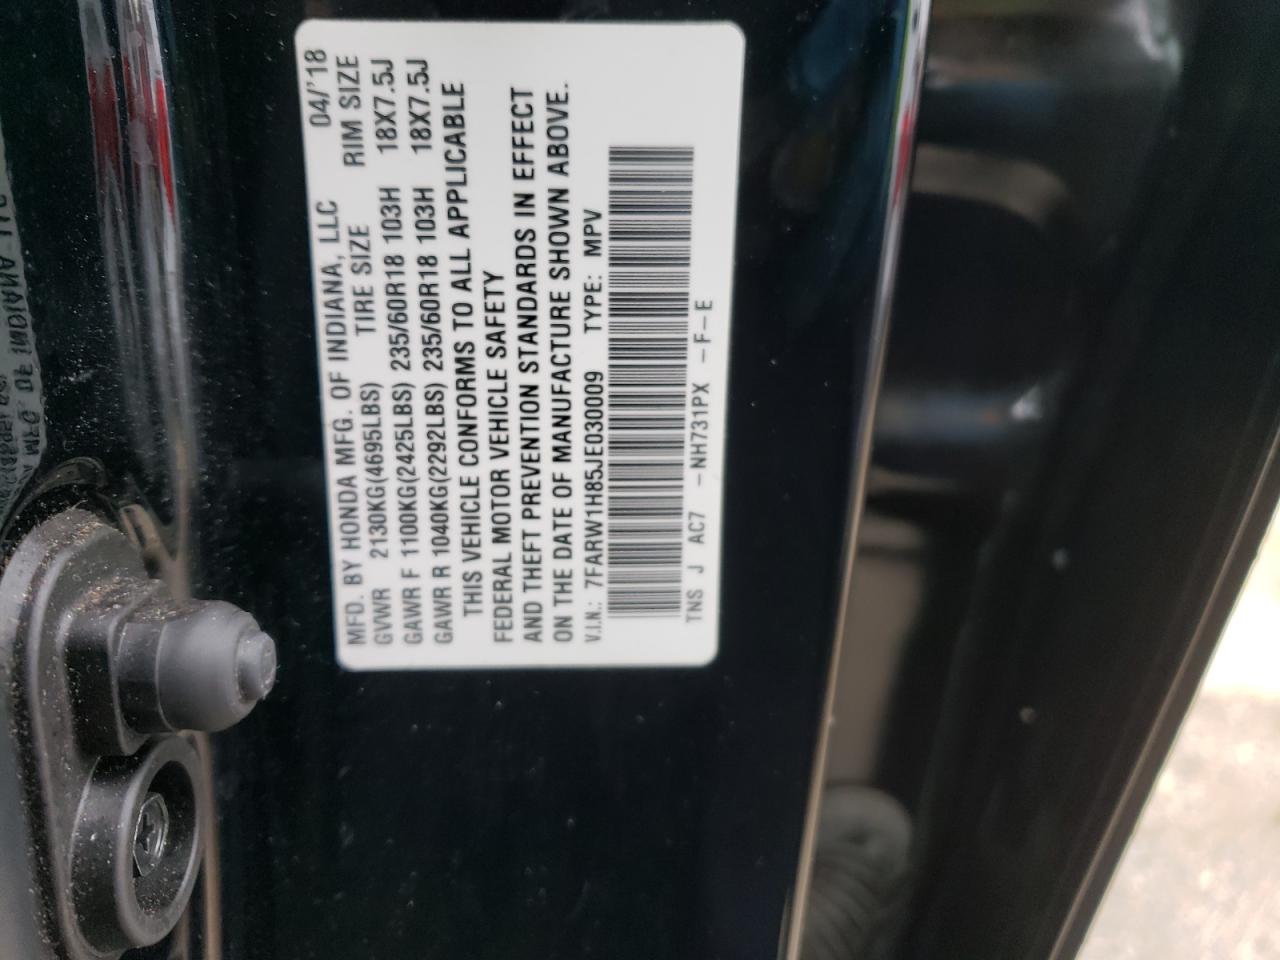 MFD. BY HONDA MFG. OF INDIANA, LLC 04/'18
GVWR 2130KG(4695LBS) TIRE SIZE RIM SIZE
GAWR F 1100KG(2425LBS) 235/60R18 103H 18X7.5J
GAWR R 1040KG(2292LBS) 235/60R18 103H 18X7.5J
THIS VEHICLE CONFORMS TO ALL APPLICABLE
FEDERAL MOTOR VEHICLE SAFETY
AND THEFT PREVENTION STANDARDS IN EFFECT
ON THE DATE OF MANUFACTURE SHOWN ABOVE.
V.I.N.: 7FARW1H85JE030009 TYPE: MPV
TNS J AC7 -NH731PX -F-E